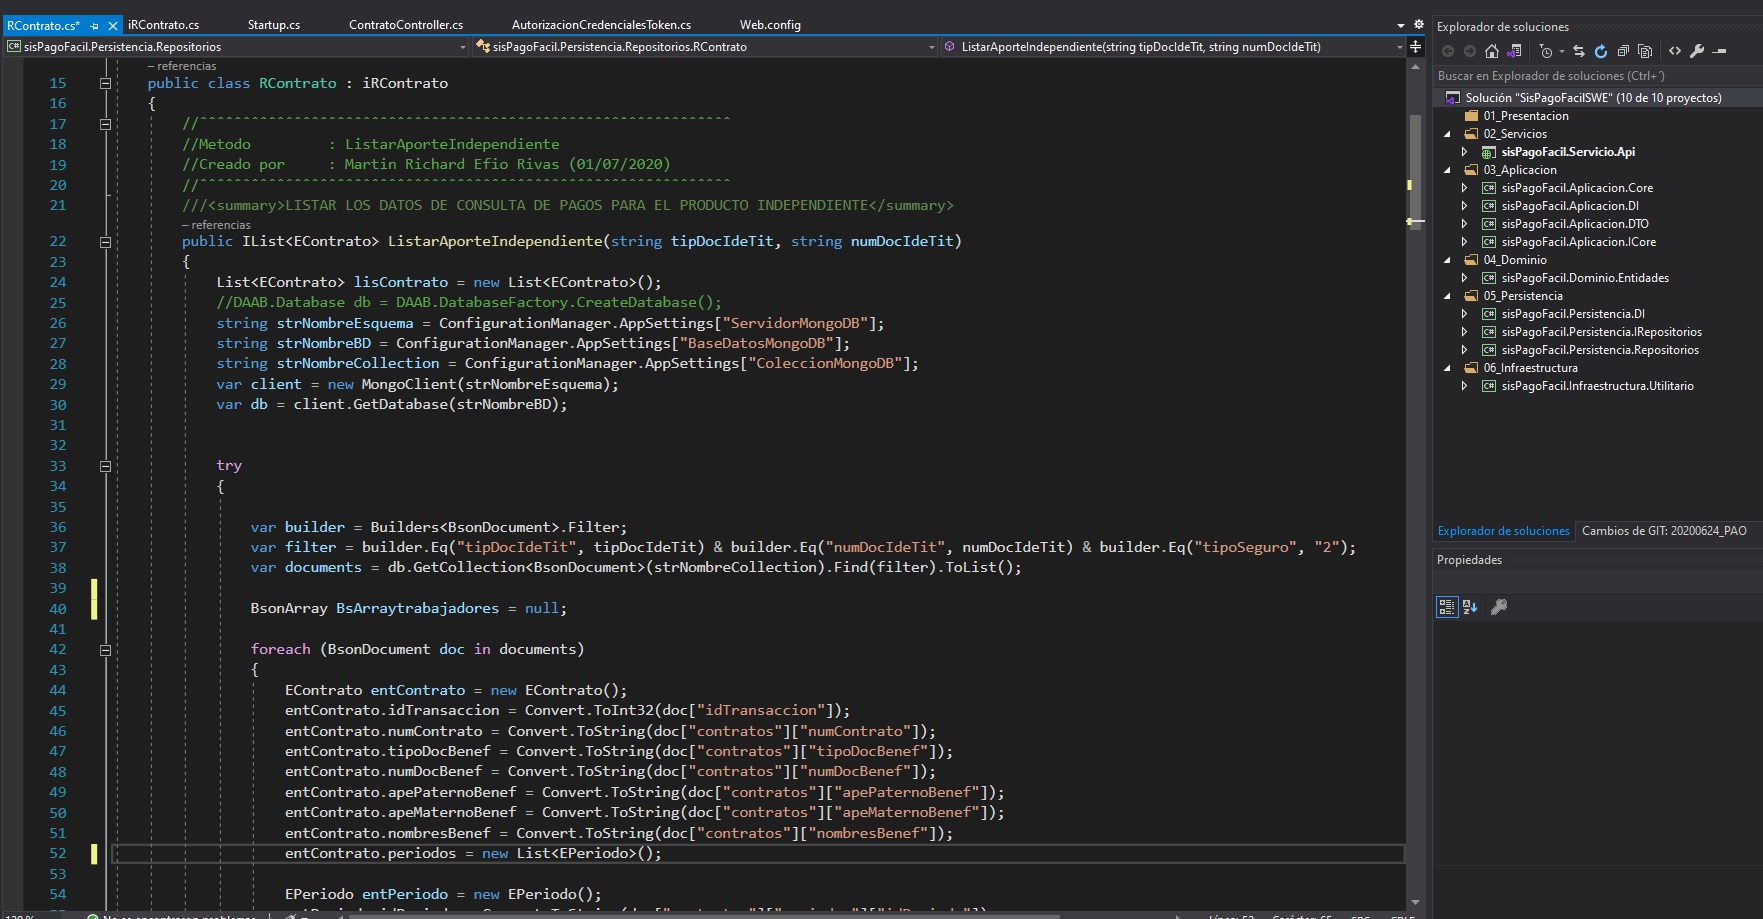 RContrato.cs*
iRContrato.cs
Startup.cs
ContratoController.cs
AutorizacionCredencialesToken.cs
Web.config
sisPagoFacil.Persistencia.Repositorios
sisPagoFacil.Persistencia.Repositorios.RContrato
ListarAporteIndependiente(string tipDocIdeTit, string numDocIdeTit)
– referencias
15 public class RContrato : iRContrato
16 {
17 //^^^^^^^^^^^^^^^^^^^^^^^^^^^^^^^^^^^^^^^^^^^^^^^^^^^^^^^^^^^^^^
18 //Metodo : ListarAporteIndependiente
19 //Creado por : Martin Richard Efio Rivas (01/07/2020)
20 //^^^^^^^^^^^^^^^^^^^^^^^^^^^^^^^^^^^^^^^^^^^^^^^^^^^^^^^^^^^^^^
21 ///<summary>LISTAR LOS DATOS DE CONSULTA DE PAGOS PARA EL PRODUCTO INDEPENDIENTE</summary>
– referencias
22 public IList<EContrato> ListarAporteIndependiente(string tipDocIdeTit, string numDocIdeTit)
23 {
24 List<EContrato> lisContrato = new List<EContrato>();
25 //DAAB.Database db = DAAB.DatabaseFactory.CreateDatabase();
26 string strNombreEsquema = ConfigurationManager.AppSettings["ServidorMongoDB"];
27 string strNombreBD = ConfigurationManager.AppSettings["BaseDatosMongoDB"];
28 string strNombreCollection = ConfigurationManager.AppSettings["ColeccionMongoDB"];
29 var client = new MongoClient(strNombreEsquema);
30 var db = client.GetDatabase(strNombreBD);
31
32
33 try
34 {
35
36 var builder = Builders<BsonDocument>.Filter;
37 var filter = builder.Eq("tipDocIdeTit", tipDocIdeTit) & builder.Eq("numDocIdeTit", numDocIdeTit) & builder.Eq("tipoSeguro", "2");
38 var documents = db.GetCollection<BsonDocument>(strNombreCollection).Find(filter).ToList();
39
40 BsonArray BsArraytrabajadores = null;
41
42 foreach (BsonDocument doc in documents)
43 {
44 EContrato entContrato = new EContrato();
45 entContrato.idTransaccion = Convert.ToInt32(doc["idTransaccion"]);
46 entContrato.numContrato = Convert.ToString(doc["contratos"]["numContrato"]);
47 entContrato.tipoDocBenef = Convert.ToString(doc["contratos"]["tipoDocBenef"]);
48 entContrato.numDocBenef = Convert.ToString(doc["contratos"]["numDocBenef"]);
49 entContrato.apePaternoBenef = Convert.ToString(doc["contratos"]["apePaternoBenef"]);
50 entContrato.apeMaternoBenef = Convert.ToString(doc["contratos"]["apeMaternoBenef"]);
51 entContrato.nombresBenef = Convert.ToString(doc["contratos"]["nombresBenef"]);
52 entContrato.periodos = new List<EPeriodo>();
53
54 EPeriodo entPeriodo = new EPeriodo();
Explorador de soluciones
Buscar en Explorador de soluciones (Ctrl+´)
Solución "SisPagoFacilSWE" (10 de 10 proyectos)
01_Presentacion
02_Servicios
sisPagoFacil.Servicio.Api
03_Aplicacion
sisPagoFacil.Aplicacion.Core
sisPagoFacil.Aplicacion.DI
sisPagoFacil.Aplicacion.DTO
sisPagoFacil.Aplicacion.ICore
04_Dominio
sisPagoFacil.Dominio.Entidades
05_Persistencia
sisPagoFacil.Persistencia.DI
sisPagoFacil.Persistencia.IRepositorios
sisPagoFacil.Persistencia.Repositorios
06_Infraestructura
sisPagoFacil.Infraestructura.Utilitario
Explorador de soluciones
Cambios de GIT: 20200624_PAO
Propiedades